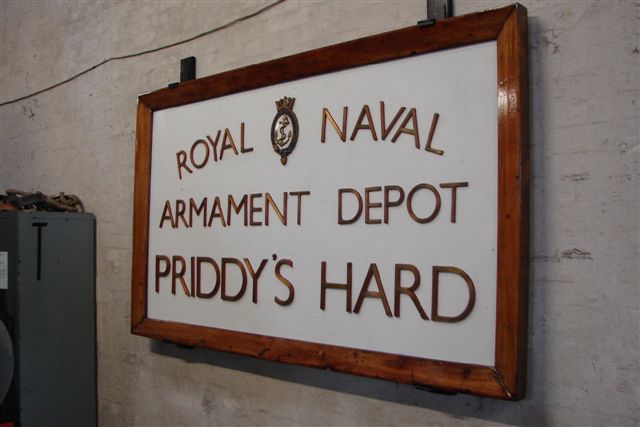 ROYAL NAVAL
ARMAMENT DEPOT
PRIDDY'S HARD